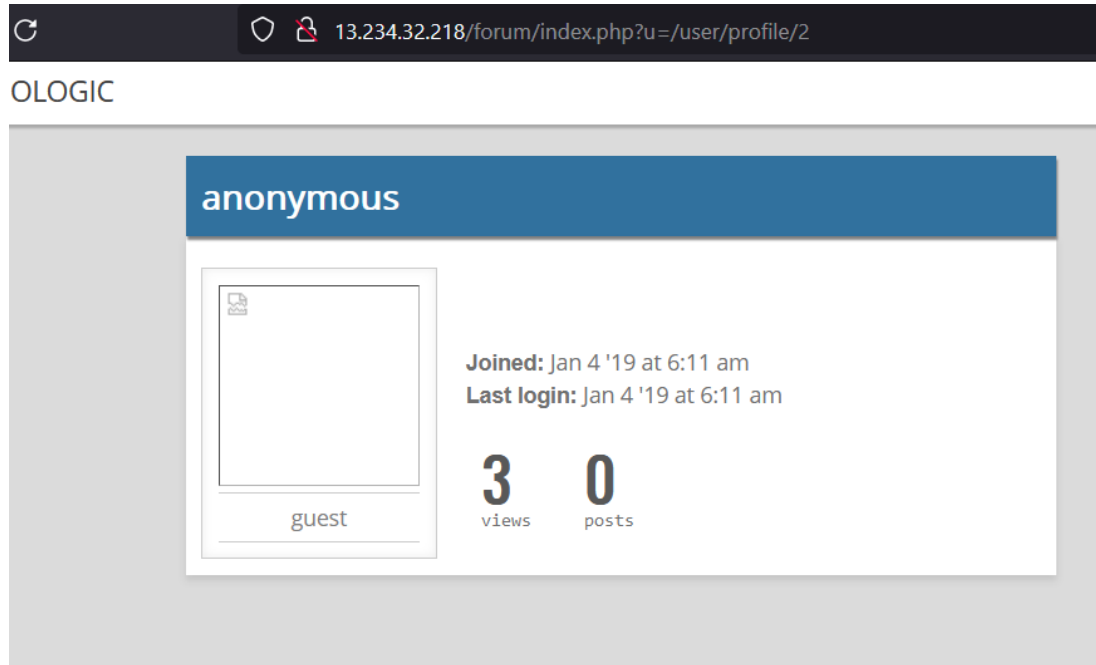 13.234.32.218/forum/index.php?u=/user/profile/2
OLOGIC
anonymous
Joined: Jan 4 '19 at 6:11 am
Last login: Jan 4 '19 at 6:11 am
3 0
views posts
guest